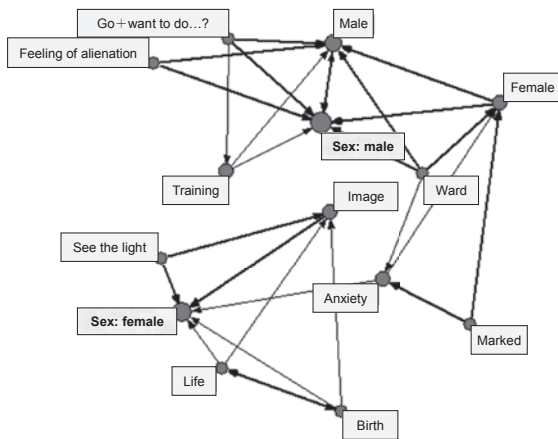 Go+want to do…?
Male
Feeling of alienation
Female
Sex: male
Training
Ward
Image
See the light
Anxiety
Sex: female
Marked
Life
Birth